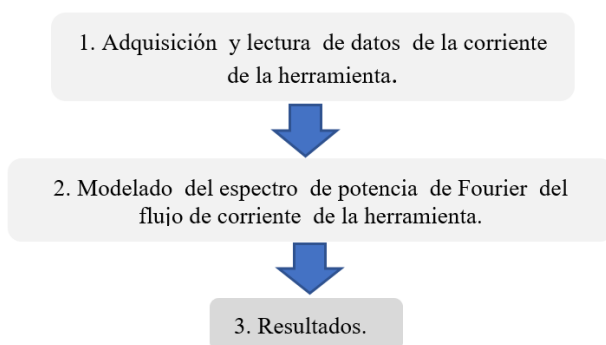 1. Adquisición y lectura de datos de la corriente
de la herramienta.
2. Modelado del espectro de potencia de Fourier del
flujo de corriente de la herramienta.
3. Resultados.